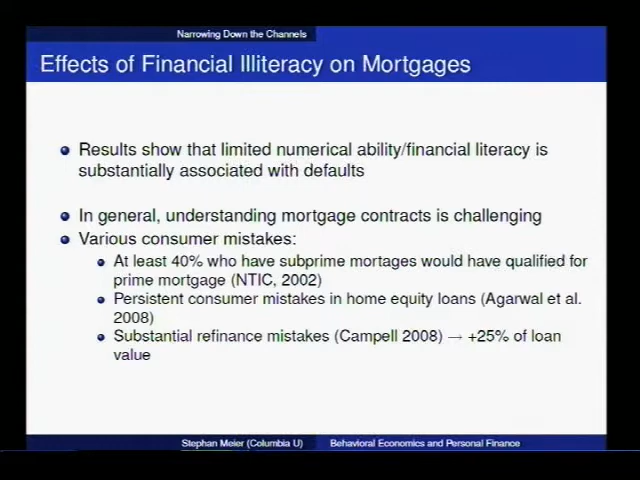 Narrowing Down the Channels
Effects of Financial Illiteracy on Mortgages
Results show that limited numerical ability/financial literacy is
substantially associated with defaults
In general, understanding mortgage contracts is challenging
Various consumer mistakes:
At least 40% who have subprime mortages would have qualified for
prime mortgage (NTIC, 2002)
Persistent consumer mistakes in home equity loans (Agarwal et al.
2008)
Substantial refinance mistakes (Campell 2008) → +25% of loan
value
Stephan Meier (Columbia U)
Behavioral Economics and Personal Finance